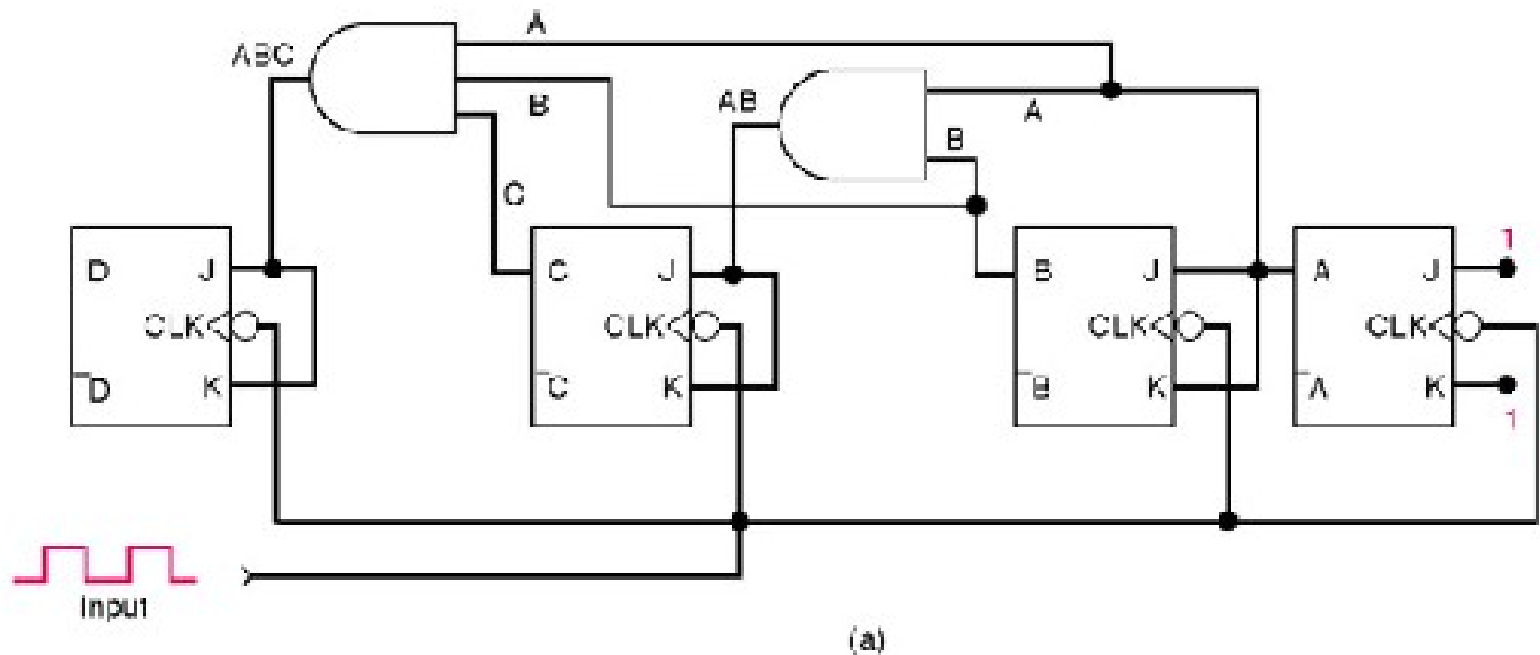 A
ABC
B
AB
A
B
C
D J
CLK
D̅ K
C J
CLK
C̅ K
B J
CLK
B̅ K
A J
CLK
A̅ K
1
1
Input
(a)